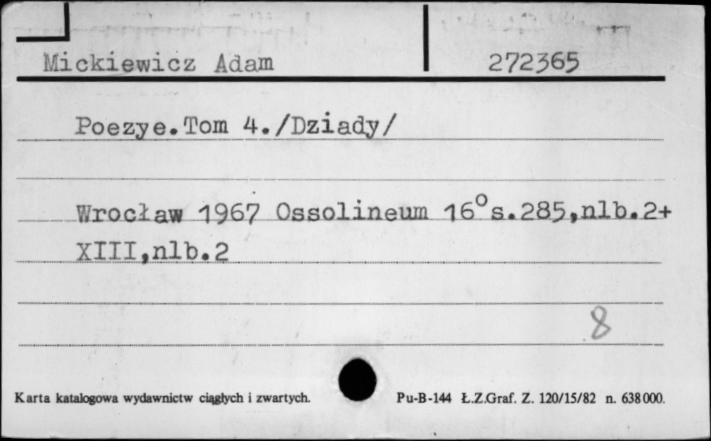 Mickiewicz Adam 272365
Poezye.Tom 4./Dziady/
Wrocław 1967 Ossolineum 16° s.285,nlb.2+
XIII,nlb.2
8
Karta katalogowa wydawnictw ciągłych i zwartych. Pu-B-144 Ł.Z.Graf. Z. 120/15/82 n. 638000.